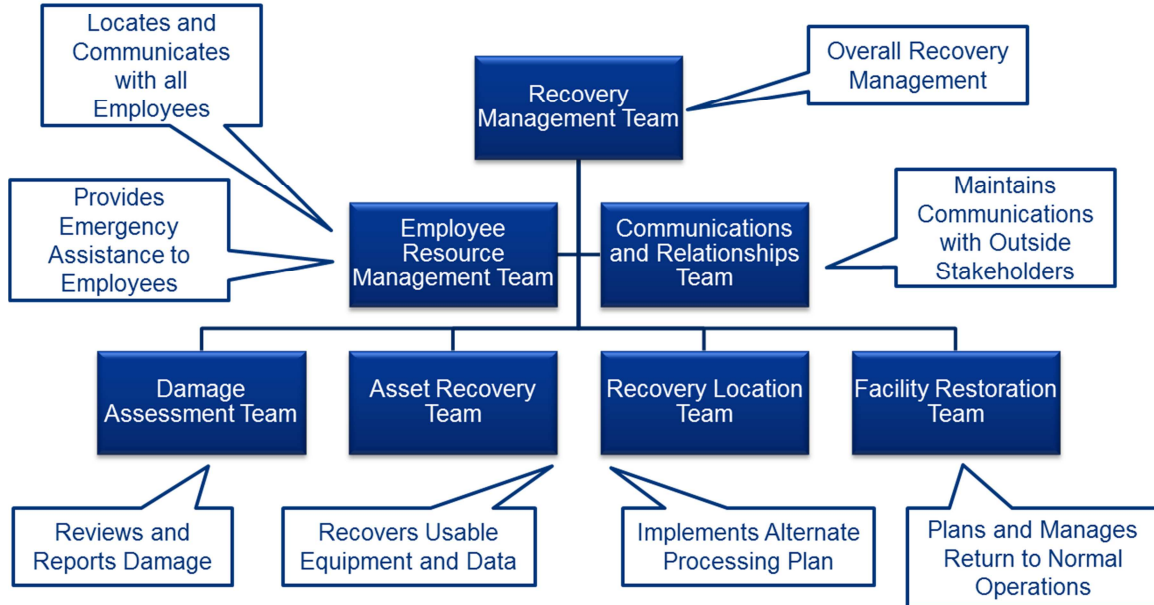 Locates and
Communicates
with all
Employees
Overall Recovery
Management
Recovery
Management Team
Provides
Emergency
Assistance to
Employees
Employee
Resource
Management Team
Communications
and Relationships
Team
Maintains
Communications
with Outside
Stakeholders
Damage
Assessment Team
Asset Recovery
Team
Recovery Location
Team
Facility Restoration
Team
Reviews and
Reports Damage
Recovers Usable
Equipment and Data
Implements Alternate
Processing Plan
Plans and Manages
Return to Normal
Operations